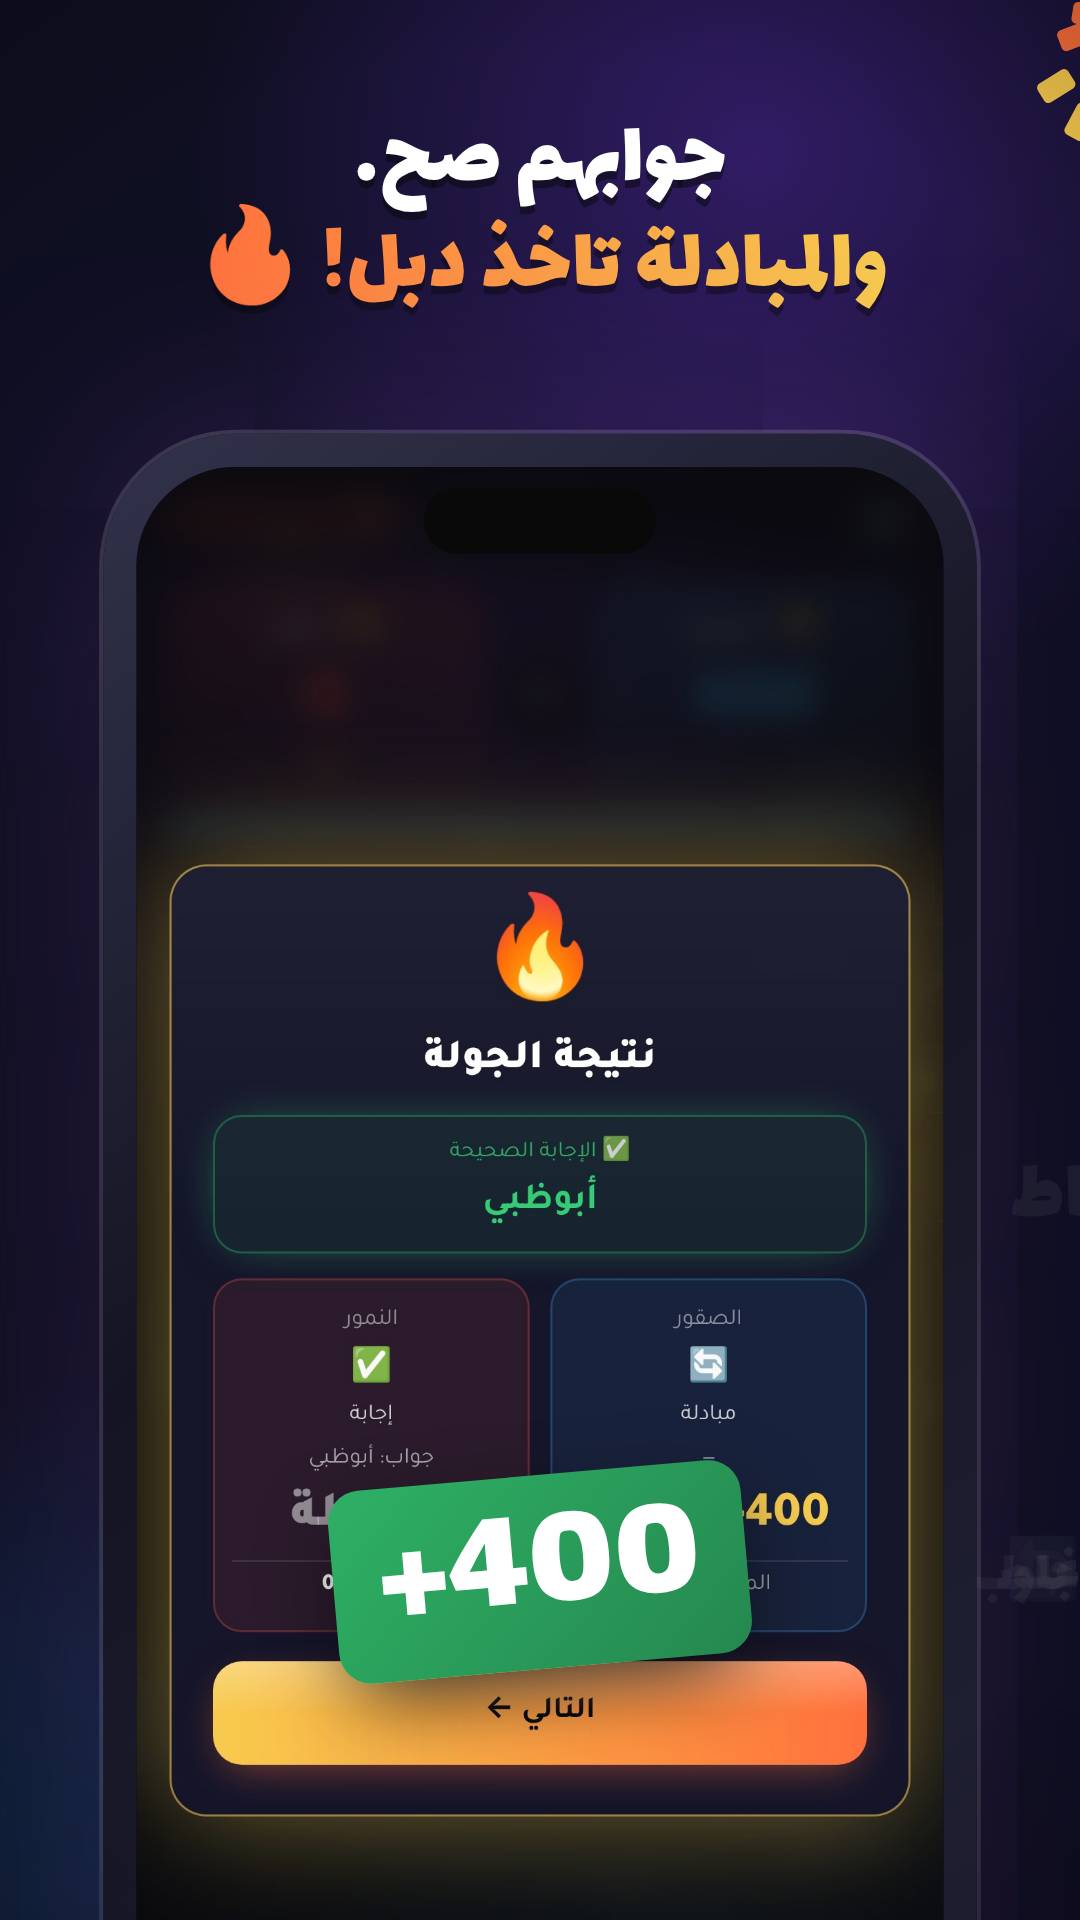 جوابهم صح.
والمبادلة تاخذ دبل! 🔥
نتيجة الجولة
✅ الإجابة الصحيحة
أبوظبي
الصقور
مبادلة
–
400
النمور
إجابة
جواب: أبوظبي
0
+400
التالي ←